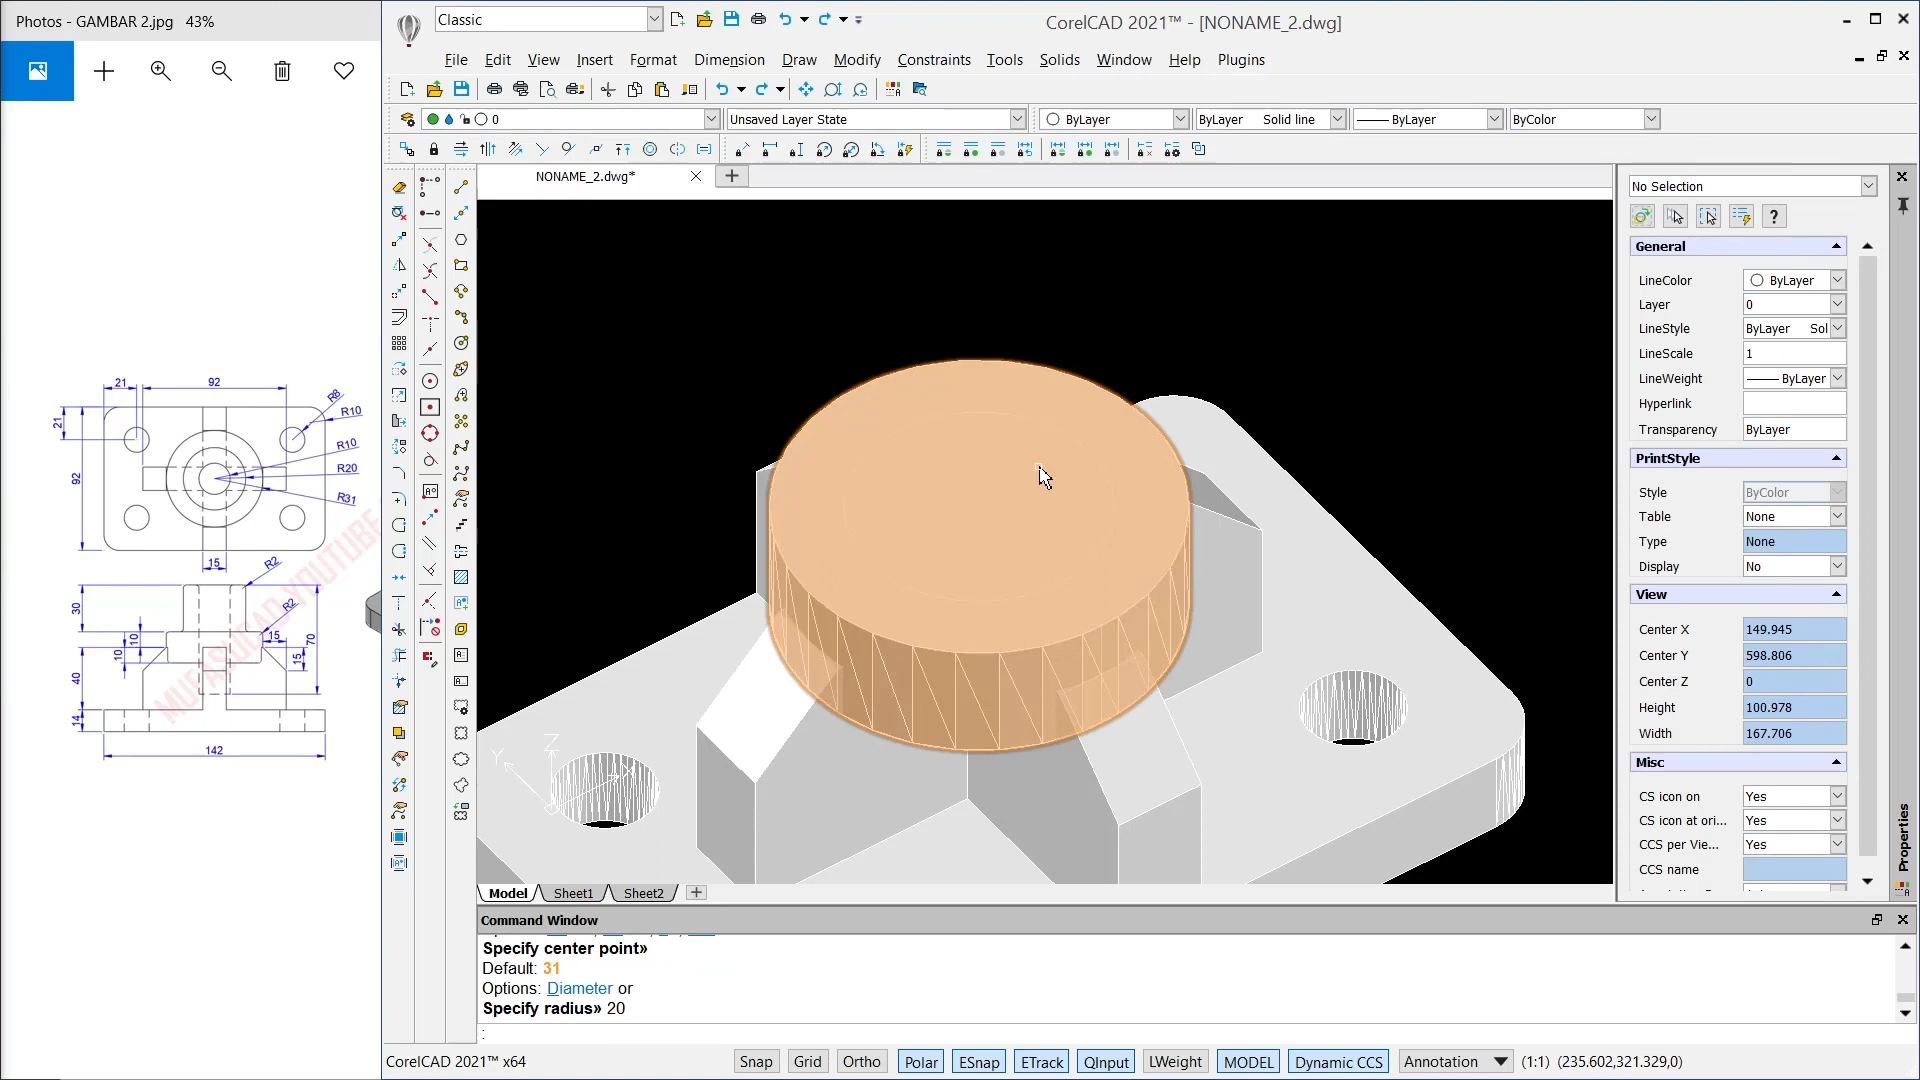 Photos - GAMBAR 2.jpg 43%
Classic
CorelCAD 2021™ - [NONAME_2.dwg]
File Edit View Insert Format Dimension Draw Modify Constraints Tools Solids Window Help Plugins
0
Unsaved Layer State
ByLayer
ByLayer Solid line
ByLayer
ByColor
NONAME_2.dwg*
No Selection
General
LineColor ByLayer
Layer 0
LineStyle ByLayer Sol
LineScale 1
LineWeight ByLayer
Hyperlink
Transparency ByLayer
PrintStyle
Style ByColor
Table None
Type None
Display No
View
Center X 149.945
Center Y 598.806
Center Z 0
Height 100.978
Width 167.706
Misc
CS icon on Yes
CS icon at ori... Yes
CCS per Vie... Yes
CCS name
Properties
21 92 R8
R10
21
R10
92
R20
R31
15
R2
30
R2
10 15 70
10
15
40
14
142
MUFASUCAD.YOUTUBE
Z
Y
X
Model Sheet1 Sheet2
Command Window
Specify center point»
Default: 31
Options: Diameter or
Specify radius» 20
:
CorelCAD 2021™ x64
Snap Grid Ortho Polar ESnap ETrack QInput LWeight MODEL Dynamic CCS Annotation (1:1) (235.602,321.329,0)